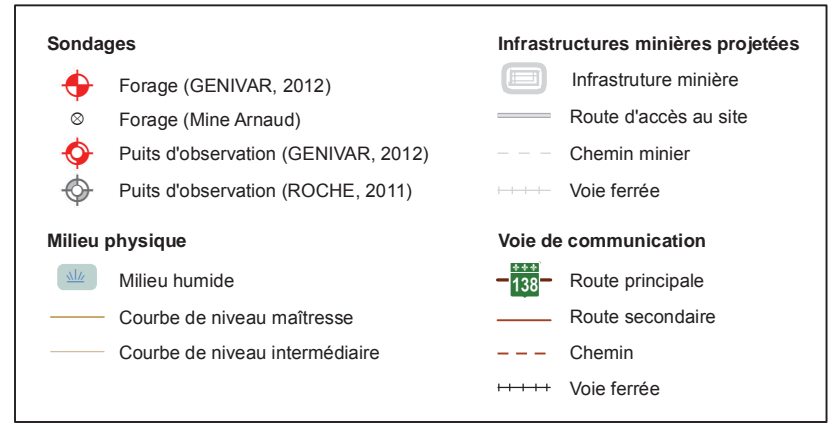 Sondages
Forage (GENIVAR, 2012)
Forage (Mine Arnaud)
Puits d'observation (GENIVAR, 2012)
Puits d'observation (ROCHE, 2011)
Milieu physique
Milieu humide
Courbe de niveau maîtresse
Courbe de niveau intermédiaire
Infrastructures minières projetées
Infrastruture minière
Route d'accès au site
Chemin minier
Voie ferrée
Voie de communication
138
Route principale
Route secondaire
Chemin
Voie ferrée